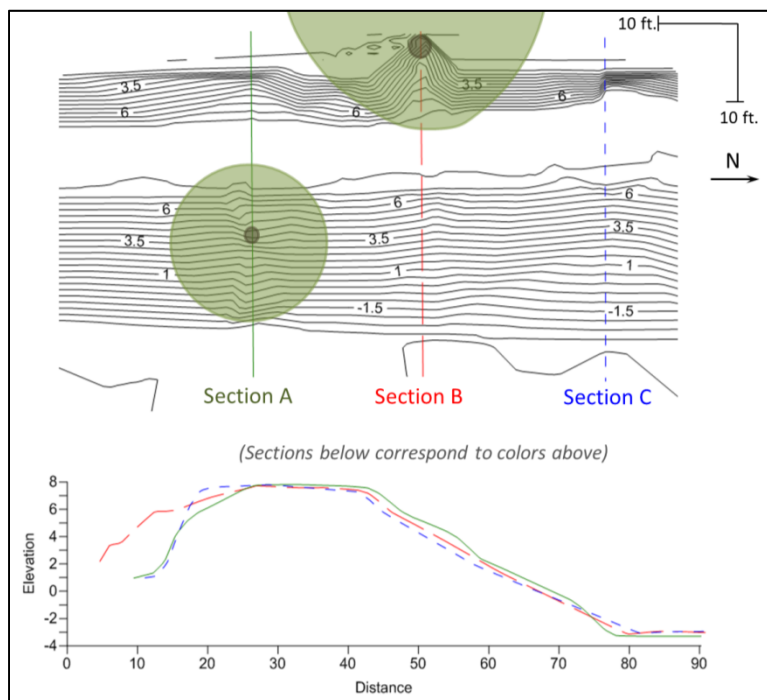 10 ft.
10 ft.
N
3.5
6
3.5
6
6
3.5
1
6
3.5
1
-1.5
6
3.5
1
-1.5
Section A
Section B
Section C
(Sections below correspond to colors above)
Elevation
8
6
4
2
0
-2
-4
0 10 20 30 40 50 60 70 80 90
Distance